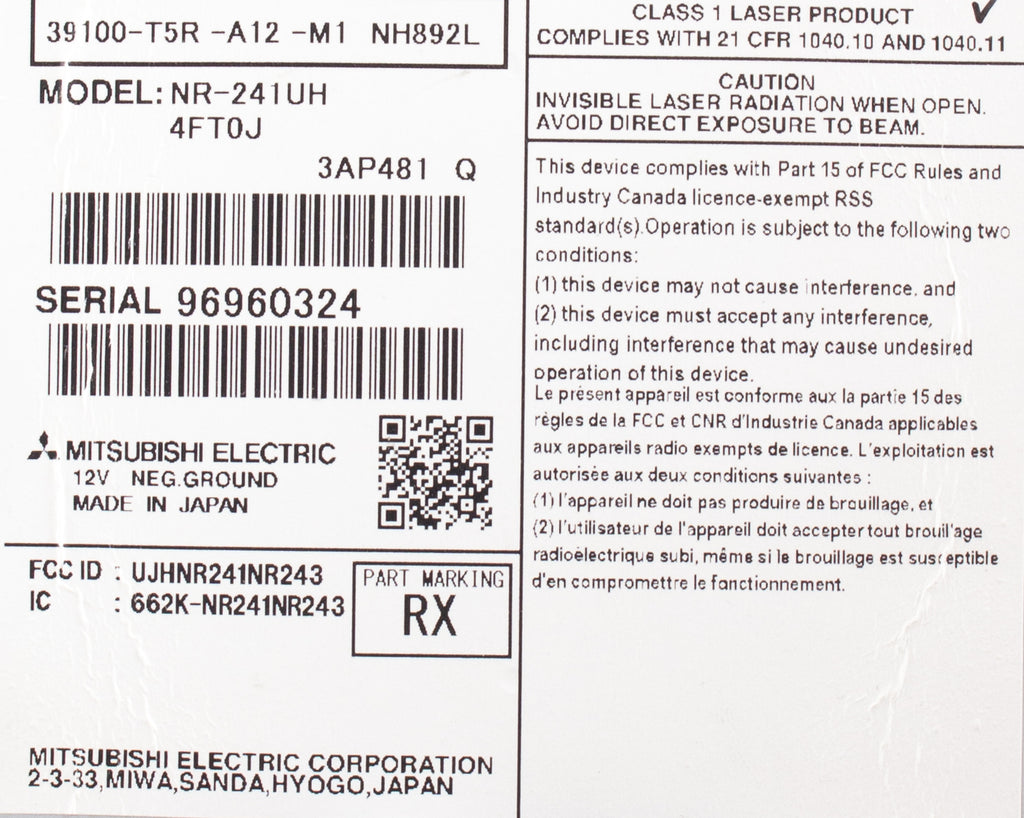 39100-T5R -A12 -M1 NH892L
MODEL: NR-241UH
4FT0J
3AP481 Q
SERIAL 96960324
MITSUBISHI ELECTRIC
12V NEG.GROUND
MADE IN JAPAN
FCC ID : UJHNR241NR243
IC : 662K-NR241NR243
PART MARKING
RX
MITSUBISHI ELECTRIC CORPORATION
2-3-33,MIWA,SANDA,HYOGO,JAPAN
CLASS 1 LASER PRODUCT
COMPLIES WITH 21 CFR 1040.10 AND 1040.11
CAUTION
INVISIBLE LASER RADIATION WHEN OPEN.
AVOID DIRECT EXPOSURE TO BEAM.
This device complies with Part 15 of FCC Rules and
Industry Canada licence-exempt RSS
standard(s).Operation is subject to the following two
conditions:
(1) this device may not cause interference, and
(2) this device must accept any interference,
including interference that may cause undesired
operation of this device.
Le présent appareil est conforme aux la partie 15 des
règles de la FCC et CNR d'Industrie Canada applicables
aux appareils radio exempts de licence. L'exploitation est
autorisée aux deux conditions suivantes :
(1) l'appareil ne doit pas produire de brouillage, et
(2) l'utilisateur de l'appareil doit accepter tout brouillage
radioélectrique subi, même si le brouillage est susceptible
d'en compromettre le fonctionnement.